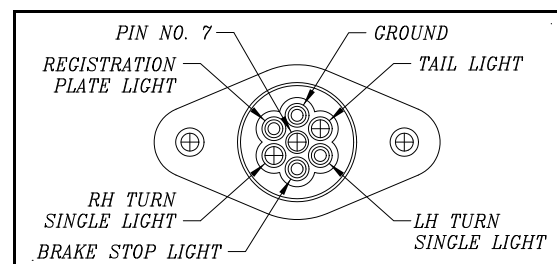 PIN NO. 7
GROUND
REGISTRATION
PLATE LIGHT
TAIL LIGHT
RH TURN
SINGLE LIGHT
LH TURN
SINGLE LIGHT
BRAKE STOP LIGHT